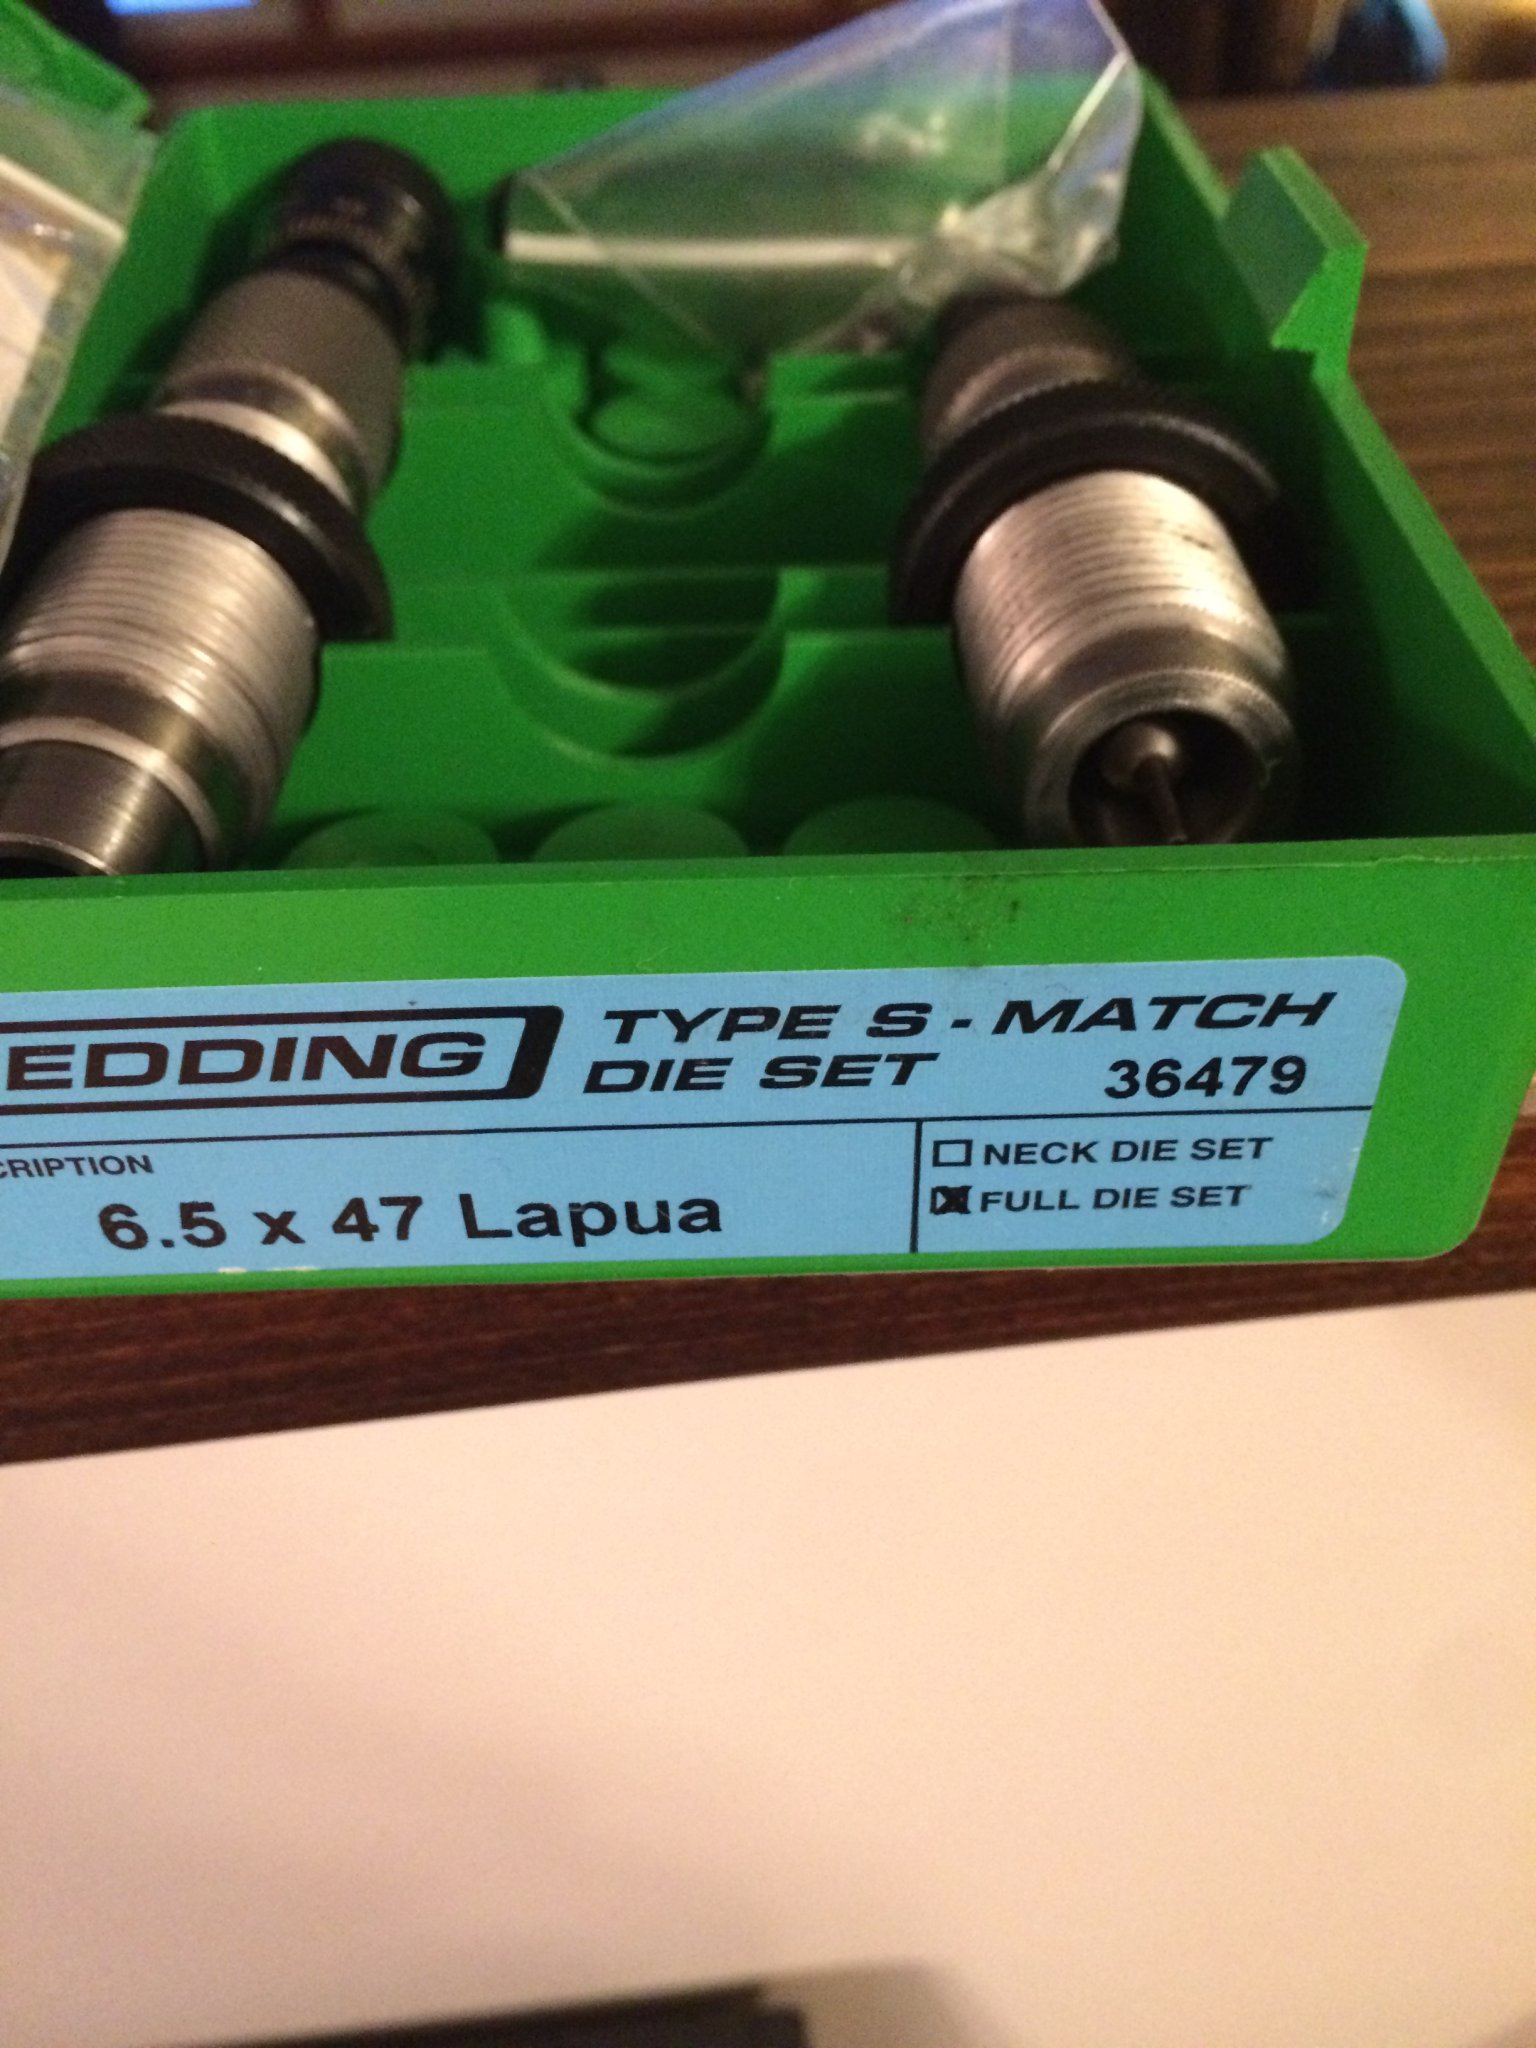 EDDING
TYPE S - MATCH
DIE SET
36479
CRIPTION
6.5 x 47 Lapua
NECK DIE SET
FULL DIE SET